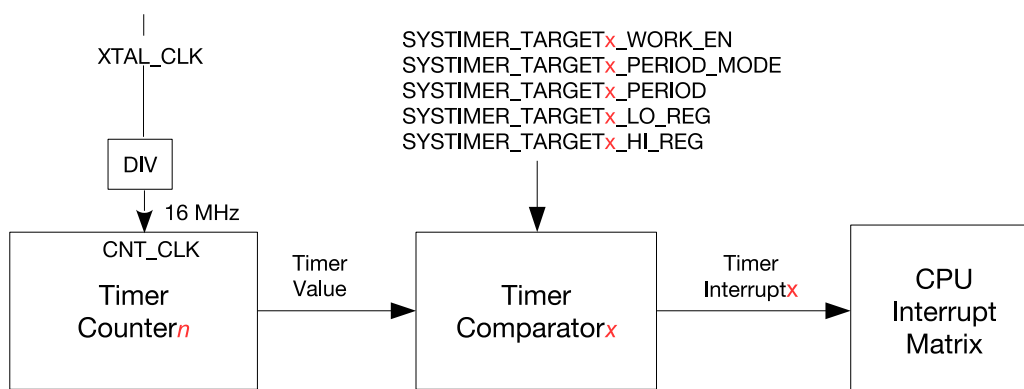 XTAL_CLK
SYSTIMER_TARGETx_WORK_EN
SYSTIMER_TARGETx_PERIOD_MODE
SYSTIMER_TARGETx_PERIOD
SYSTIMER_TARGETx_LO_REG
SYSTIMER_TARGETx_HI_REG
DIV
16 MHz
CNT_CLK
Timer
Countern
Timer
Value
Timer
Comparatorx
Timer
Interruptx
CPU
Interrupt
Matrix